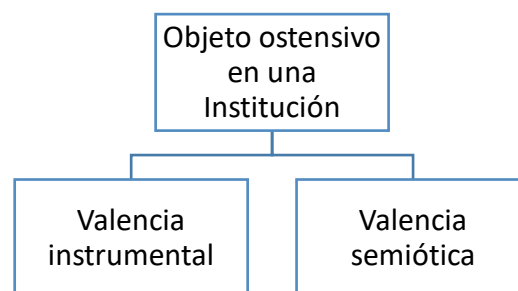 Objeto ostensivo
en una
Institución
Valencia
instrumental
Valencia
semiótica